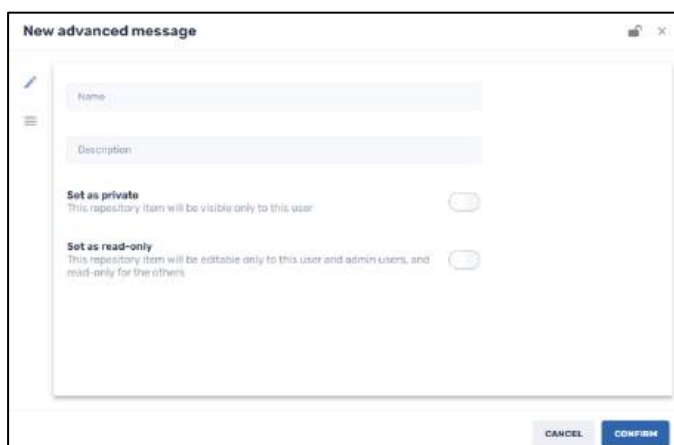 New advanced message
Name
Description
Set as private
This repository item will be visible only to this user
Set as read-only
This repository item will be editable only to this user and admin users, and
read-only for the others
CANCEL
CONFIRM